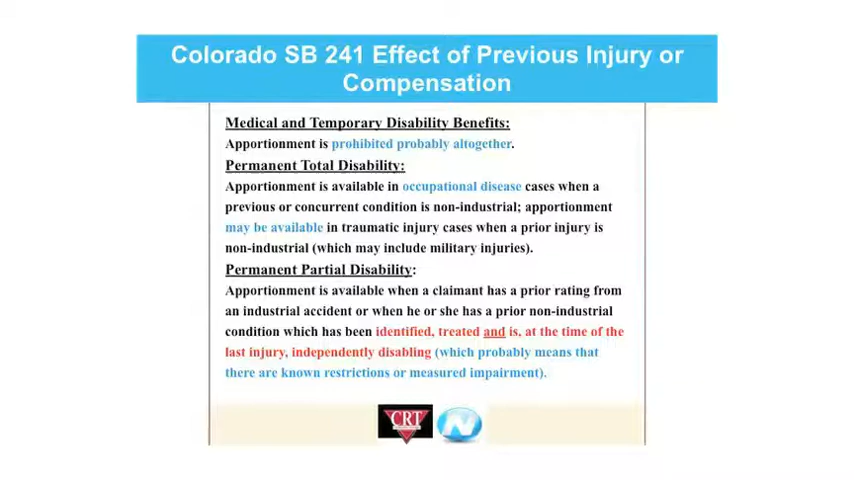 Colorado SB 241 Effect of Previous Injury or
Compensation
Medical and Temporary Disability Benefits:
Apportionment is prohibited probably altogether.
Permanent Total Disability:
Apportionment is available in occupational disease cases when a
previous or concurrent condition is non-industrial; apportionment
may be available in traumatic injury cases when a prior injury is
non-industrial (which may include military injuries).
Permanent Partial Disability:
Apportionment is available when a claimant has a prior rating from
an industrial accident or when he or she has a prior non-industrial
condition which has been identified, treated and is, at the time of the
last injury, independently disabling (which probably means that
there are known restrictions or measured impairment).
CRT
N